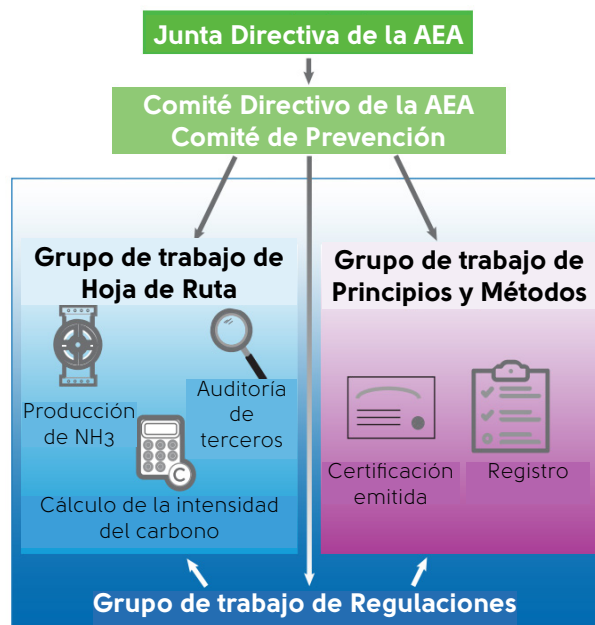 Junta Directiva de la AEA
Comité Directivo de la AEA
Comité de Prevención
Grupo de trabajo de
Hoja de Ruta
Producción
de NH3
Auditoría
de
terceros
C
Cálculo de la intensidad
del carbono
Grupo de trabajo de
Principios y Métodos
Certificación
emitida
Registro
Grupo de trabajo de Regulaciones